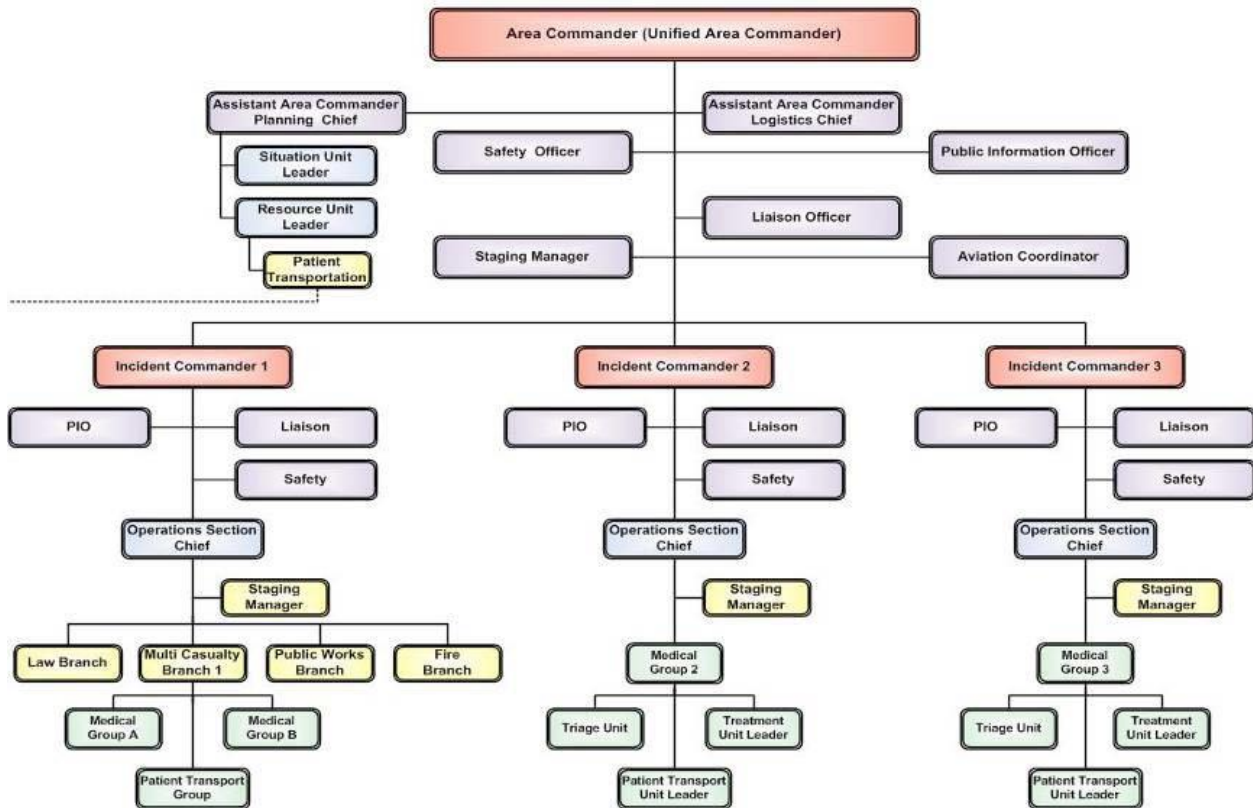 Area Commander (Unified Area Commander)
Assistant Area Commander
Planning Chief
Assistant Area Commander
Logistics Chief
Situation Unit
Leader
Safety Officer
Public Information Officer
Resource Unit
Leader
Liaison Officer
Patient
Transportation
Staging Manager
Aviation Coordinator
Incident Commander 1
Incident Commander 2
Incident Commander 3
PIO
Liaison
PIO
Liaison
PIO
Liaison
Safety
Safety
Safety
Operations Section
Chief
Operations Section
Chief
Operations Section
Chief
Staging
Manager
Staging
Manager
Staging
Manager
Law Branch
Multi Casualty
Branch 1
Public Works
Branch
Fire
Branch
Medical
Group 2
Medical
Group 3
Medical
Group A
Medical
Group B
Triage Unit
Treatment
Unit Leader
Triage Unit
Treatment
Unit Leader
Patient Transport
Group
Patient Transport
Unit Leader
Patient Transport
Unit Leader